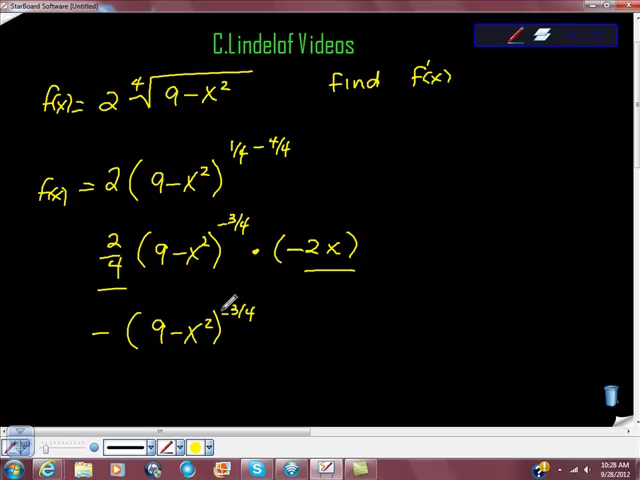 StarBoard Software [Untitled]
C.Lindelof Videos
f(x) = 2 ∜(9-x²) find f'(x)
f(x) = 2(9-x²)^(1/4 - 4/4)
2/4 (9-x²)^(-3/4) · (-2x)
-(9-x²)^(-3/4)
10:28 AM
9/28/2012